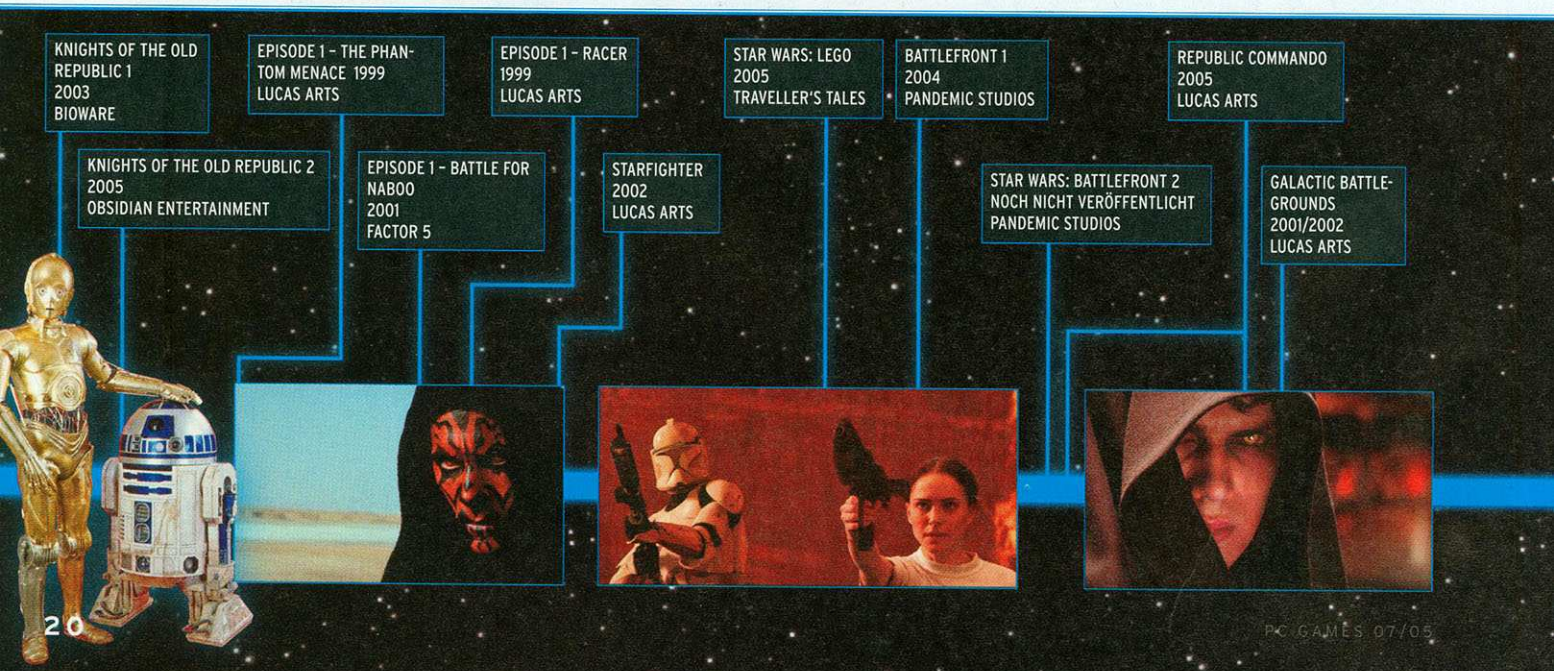 KNIGHTS OF THE OLD
REPUBLIC 1
2003
BIOWARE
EPISODE 1 – THE PHAN-
TOM MENACE 1999
LUCAS ARTS
EPISODE 1 – RACER
1999
LUCAS ARTS
STAR WARS: LEGO
2005
TRAVELLER'S TALES
BATTLEFRONT 1
2004
PANDEMIC STUDIOS
REPUBLIC COMMANDO
2005
LUCAS ARTS
KNIGHTS OF THE OLD REPUBLIC 2
2005
OBSIDIAN ENTERTAINMENT
EPISODE 1 – BATTLE FOR
NABOO
2001
FACTOR 5
STARFIGHTER
2002
LUCAS ARTS
STAR WARS: BATTLEFRONT 2
NOCH NICHT VERÖFFENTLICHT
PANDEMIC STUDIOS
GALACTIC BATTLE-
GROUNDS
2001/2002
LUCAS ARTS
20
PC GAMES 07/05